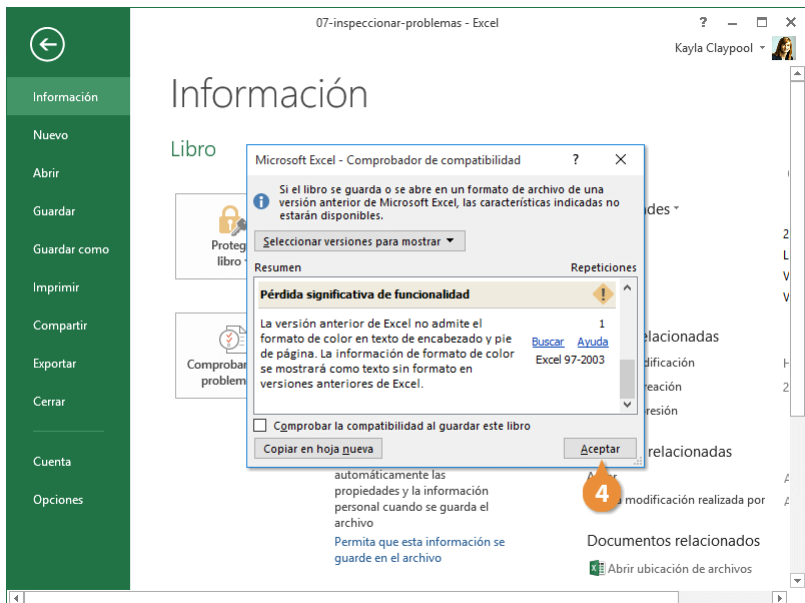 07-inspeccionar-problemas - Excel
?
Kayla Claypool
Información
Nuevo
Abrir
Guardar
Guardar como
Imprimir
Compartir
Exportar
Cerrar
Cuenta
Opciones
Información
Libro
Proteg
libro
Comprobar
problem
Microsoft Excel - Comprobador de compatibilidad ?
Si el libro se guarda o se abre en un formato de archivo de una
versión anterior de Microsoft Excel, las características indicadas no
estarán disponibles.
Seleccionar versiones para mostrar
Resumen Repeticiones
Pérdida significativa de funcionalidad
La versión anterior de Excel no admite el
formato de color en texto de encabezado y pie
de página. La información de formato de color
se mostrará como texto sin formato en
versiones anteriores de Excel.
1
Buscar Ayuda
Excel 97-2003
Comprobar la compatibilidad al guardar este libro
Copiar en hoja nueva Aceptar
4
automáticamente las
propiedades y la información
personal cuando se guarda el
archivo
Permita que esta información se
guarde en el archivo
des
2
L
V
V
elacionadas
dificación H
eación 2
resión
relacionadas
modificación realizada por
Documentos relacionados
Abrir ubicación de archivos